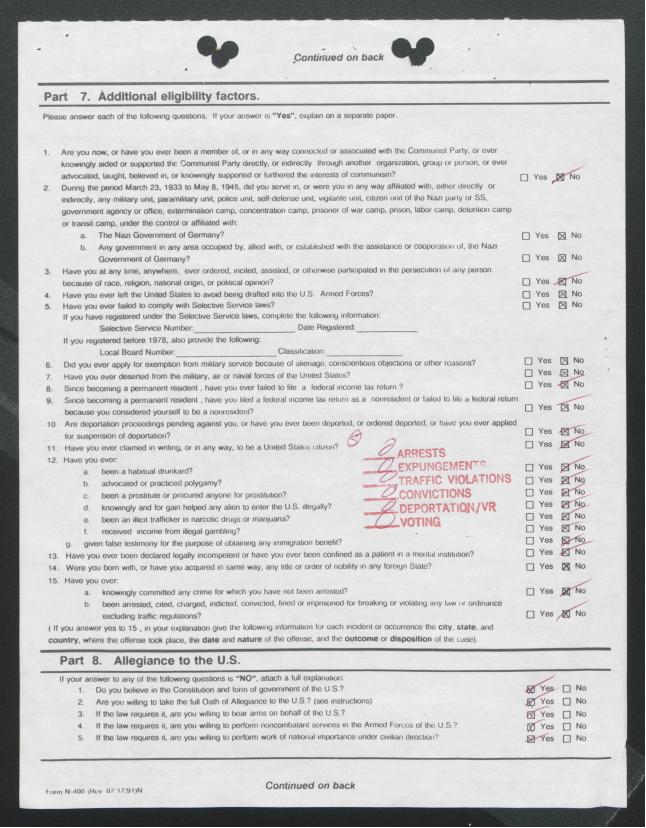 Continued on back
Part 7. Additional eligibility factors.
Please answer each of the following questions. If your answer is "Yes", explain on a separate paper.
1. Are you now, or have you ever been a member of, or in any way connected or associated with the Communist Party, or ever
knowingly aided or supported the Communist Party directly, or indirectly through another organization, group or person, or ever
advocated, taught, believed in, or knowingly supported or furthered the interests of communism? ☐ Yes ☒ No
2. During the period March 23, 1933 to May 8, 1945, did you serve in, or were you in any way affiliated with, either directly or
indirectly, any military unit, paramilitary unit, police unit, self-defense unit, vigilante unit, citizen unit of the Nazi party or SS,
government agency or office, extermination camp, concentration camp, prisoner of war camp, prison, labor camp, detention camp
or transit camp, under the control or affiliated with:
a. The Nazi Government of Germany? ☐ Yes ☒ No
b. Any government in any area occupied by, allied with, or established with the assistance or cooperation of, the Nazi
Government of Germany? ☐ Yes ☒ No
3. Have you at any time, anywhere, ever ordered, incited, assisted, or otherwise participated in the persecution of any person
because of race, religion, national origin, or political opinion? ☐ Yes ☒ No
4. Have you ever left the United States to avoid being drafted into the U.S. Armed Forces? ☐ Yes ☒ No
5. Have you ever failed to comply with Selective Service laws? ☐ Yes ☒ No
If you have registered under the Selective Service laws, complete the following information:
Selective Service Number: Date Registered:
If you registered before 1978, also provide the following:
Local Board Number: Classification:
6. Did you ever apply for exemption from military service because of alienage, conscientious objections or other reasons? ☐ Yes ☒ No
7. Have you ever deserted from the military, air or naval forces of the United States? ☐ Yes ☒ No
8. Since becoming a permanent resident , have you ever failed to file a federal income tax return ? ☐ Yes ☒ No
9. Since becoming a permanent resident , have you filed a federal income tax return as a nonresident or failed to file a federal return
because you considered yourself to be a nonresident? ☐ Yes ☒ No
10 Are deportation proceedings pending against you, or have you ever been deported, or ordered deported, or have you ever applied
for suspension of deportation? ☐ Yes ☒ No
11. Have you ever claimed in writing, or in any way, to be a United States citizen? ☐ Yes ☒ No
12. Have you ever:
a. been a habitual drunkard? ☐ Yes ☒ No
b. advocated or practiced polygamy? ☐ Yes ☒ No
c. been a prostitute or procured anyone for prostitution? ☐ Yes ☒ No
d. knowingly and for gain helped any alien to enter the U.S. illegally? ☐ Yes ☒ No
e. been an illicit trafficker in narcotic drugs or marijuana? ☐ Yes ☒ No
f. received income from illegal gambling? ☐ Yes ☒ No
g. given false testimony for the purpose of obtaining any immigration benefit? ☐ Yes ☒ No
ARRESTS
EXPUNGEMENTS
TRAFFIC VIOLATIONS
CONVICTIONS
DEPORTATION/VR
VOTING
13. Have you ever been declared legally incompetent or have you ever been confined as a patient in a mental institution? ☐ Yes ☒ No
14. Were you born with, or have you acquired in same way, any title or order of nobility in any foreign State? ☐ Yes ☒ No
15. Have you ever:
a. knowingly committed any crime for which you have not been arrested? ☐ Yes ☒ No
b. been arrested, cited, charged, indicted, convicted, fined or imprisoned for breaking or violating any law or ordinance
excluding traffic regulations? ☐ Yes ☒ No
( If you answer yes to 15 , in your explanation give the following information for each incident or occurrence the city, state, and
country, where the offense took place, the date and nature of the offense, and the outcome or disposition of the case).
Part 8. Allegiance to the U.S.
If your answer to any of the following questions is "NO", attach a full explanation:
1. Do you believe in the Constitution and form of government of the U.S.? ☒ Yes ☐ No
2. Are you willing to take the full Oath of Allegiance to the U.S.? (see instructions) ☒ Yes ☐ No
3. If the law requires it, are you willing to bear arms on behalf of the U.S.? ☒ Yes ☐ No
4. If the law requires it, are you willing to perform noncombatant services in the Armed Forces of the U.S.? ☒ Yes ☐ No
5. If the law requires it, are you willing to perform work of national importance under civilian direction? ☒ Yes ☐ No
Continued on back
Form N-400 (Rev. 07/17/91)N